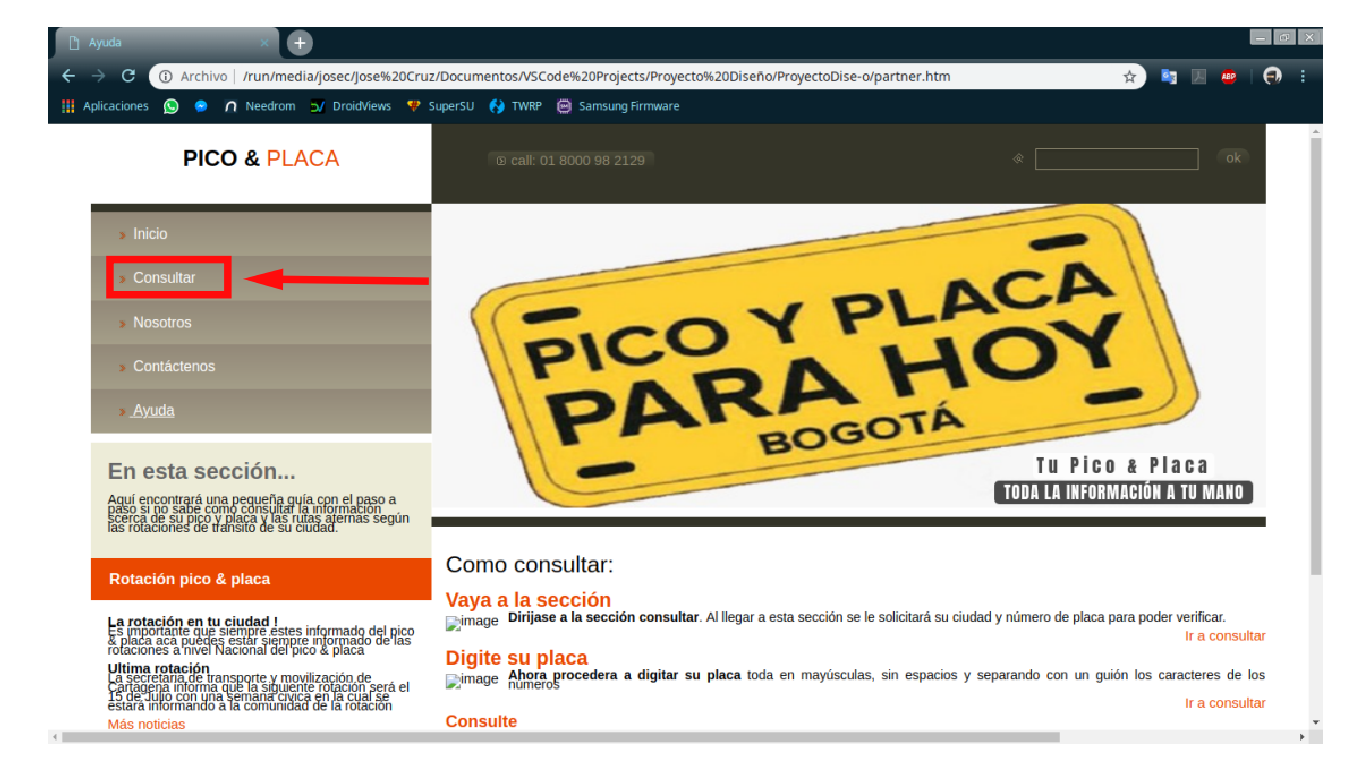 Ayuda
Archivo | /run/media/josec/Jose%20Cruz/Documentos/VSCode%20Projects/Proyecto%20Diseño/ProyectoDise-o/partner.htm
ABP
Aplicaciones Needrom DroidViews SuperSU TWRP Samsung Firmware
PICO & PLACA
call: 01 8000 98 2129
ok
Inicio
Consultar
Nosotros
Contáctenos
Ayuda
PICO Y PLACA
PARA HOY
BOGOTÁ
Tu Pico & Placa
TODA LA INFORMACIÓN A TU MANO
En esta sección...
Aquí encontrará una pequeña guía con el paso a
paso si no sabe como consultar la información
scerca de su pico y placa y las rutas aternas según
las rotaciones de transito de su ciudad.
Rotación pico & placa
La rotación en tu ciudad !
Es importante que siempre estes informado del pico
& placa aca puedes estar siempre informado de las
rotaciones a nivel Nacional del pico & placa
Ultima rotación
La secretaria de transporte y movilización de
Cartagena informa que la siguiente rotación será el
15 de Julio con una semana civica en la cual se
estará informando a la comunidad de la rotación
Más noticias
Como consultar:
Vaya a la sección
image Dirijase a la sección consultar. Al llegar a esta sección se le solicitará su ciudad y número de placa para poder verificar.
Ir a consultar
Digite su placa
image Ahora procedera a digitar su placa toda en mayúsculas, sin espacios y separando con un guión los caracteres de los
números
Ir a consultar
Consulte